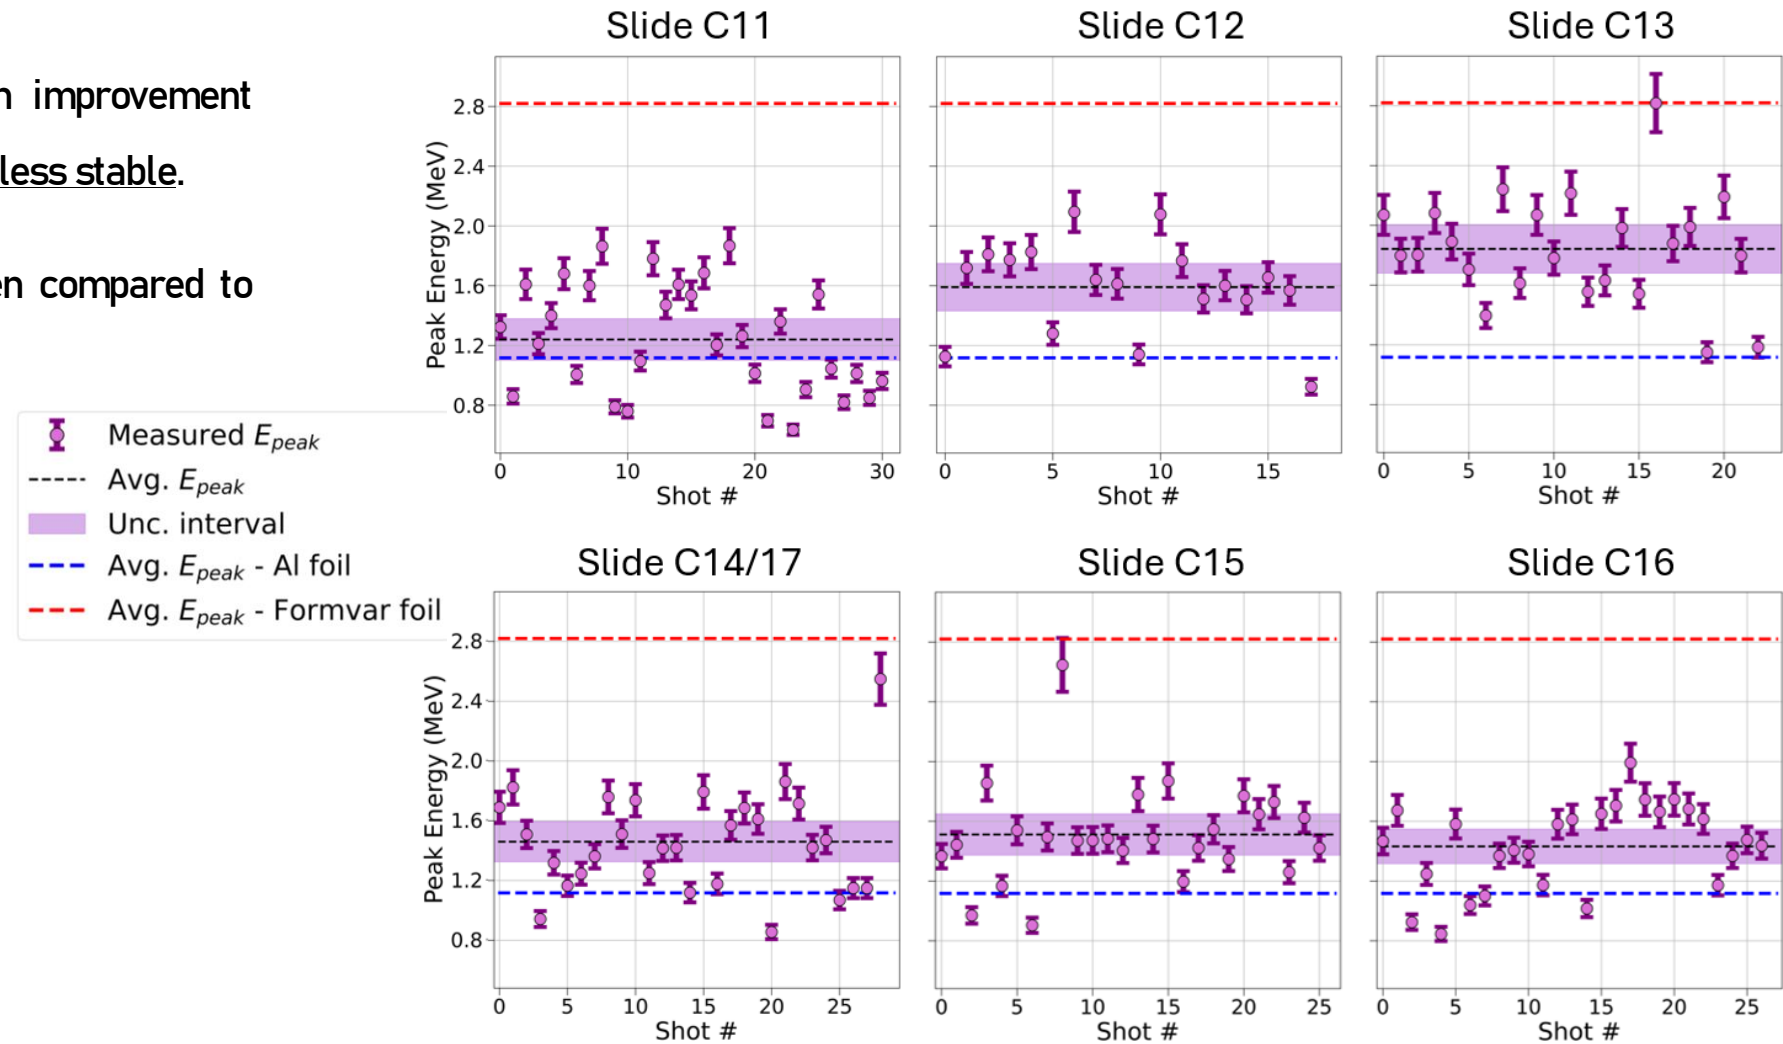 n improvement
less stable.
en compared to
Measured E_peak
Avg. E_peak
Unc. interval
Avg. E_peak - Al foil
Avg. E_peak - Formvar foil
Slide C11
Slide C12
Slide C13
Peak Energy (MeV)
2.8
2.4
2.0
1.6
1.2
0.8
0 10 20 30
0 5 10 15
0 5 10 15 20
Shot #
Shot #
Shot #
Slide C14/17
Slide C15
Slide C16
Peak Energy (MeV)
2.8
2.4
2.0
1.6
1.2
0.8
0 5 10 15 20 25
0 5 10 15 20 25
0 5 10 15 20 25
Shot #
Shot #
Shot #